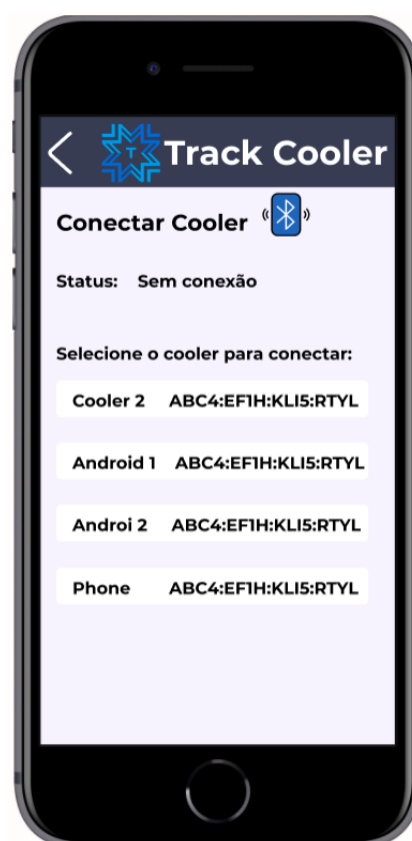 T Track Cooler
Conectar Cooler
Status: Sem conexão
Selecione o cooler para conectar:
Cooler 2 ABC4:EF1H:KLI5:RTYL
Android 1 ABC4:EF1H:KLI5:RTYL
Androi 2 ABC4:EF1H:KLI5:RTYL
Phone ABC4:EF1H:KLI5:RTYL